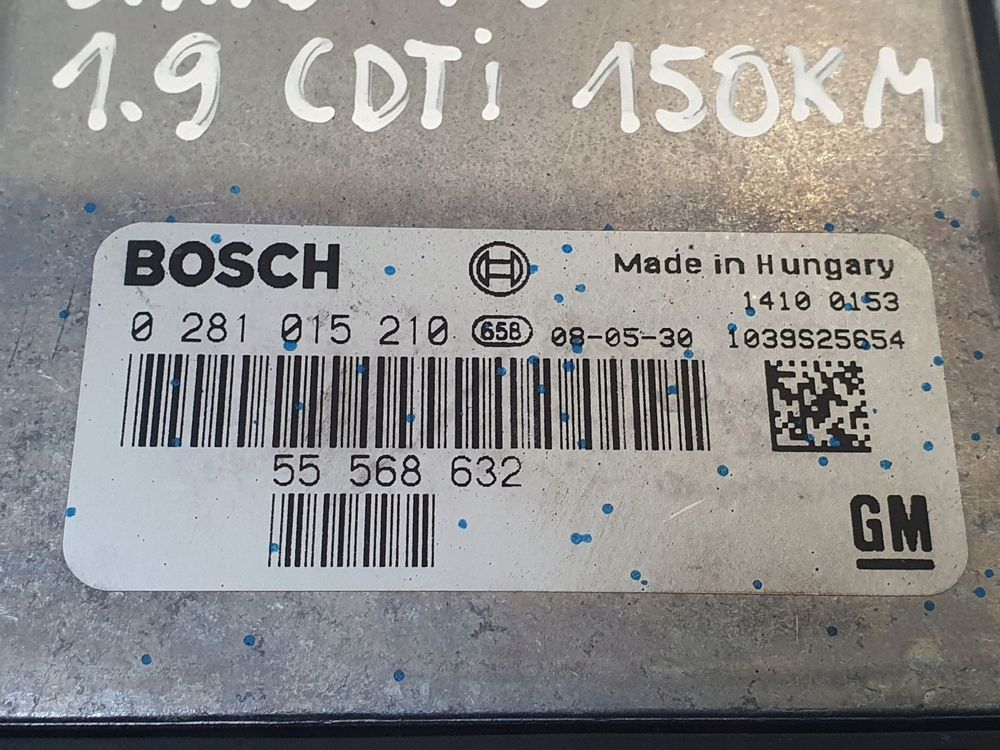 1.9 CDTi 150KM
BOSCH Made in Hungary
1410 0153
0 281 015 210 658 08-05-30 1039S25654
55 568 632
GM